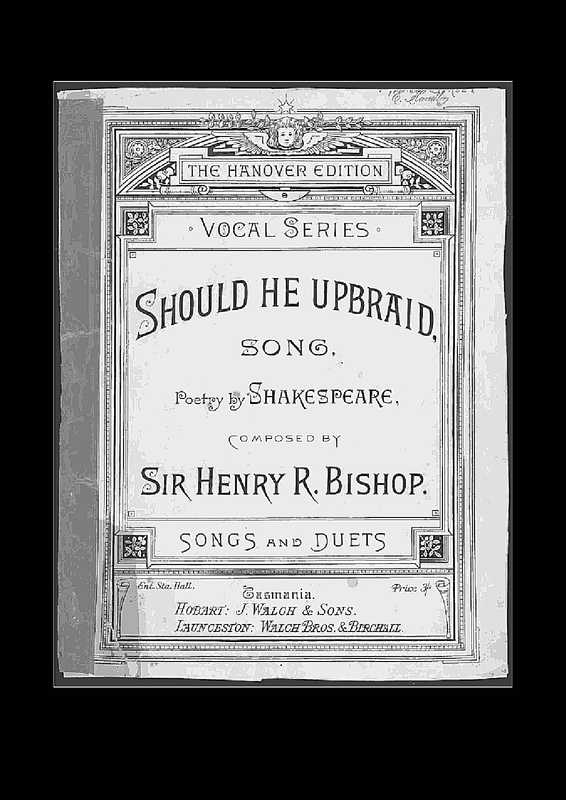 THE HANOVER EDITION
· VOCAL SERIES ·
SHOULD HE UPBRAID,
SONG,
Poetry by SHAKESPEARE,
COMPOSED BY
SIR HENRY R. BISHOP.
SONGS AND DUETS
Ent. Sta. Hall.
Price 3/-
Tasmania.
HOBART: J. WALCH & SONS.
LAUNCESTON: WALCH BROS. & BIRCHALL.